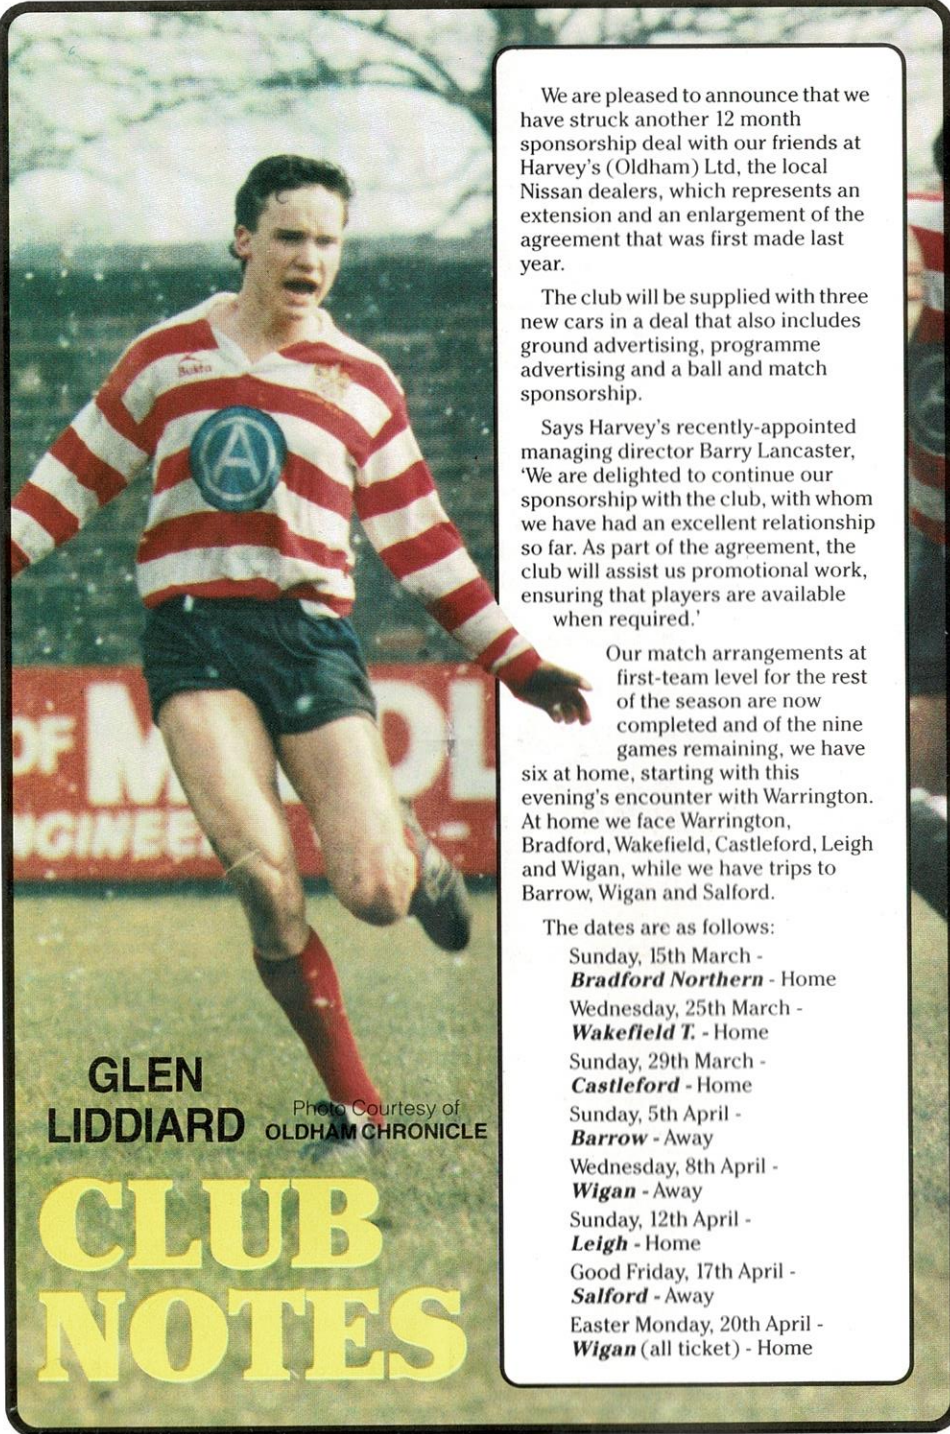 We are pleased to announce that we
have struck another 12 month
sponsorship deal with our friends at
Harvey's (Oldham) Ltd, the local
Nissan dealers, which represents an
extension and an enlargement of the
agreement that was first made last
year.
The club will be supplied with three
new cars in a deal that also includes
ground advertising, programme
advertising and a ball and match
sponsorship.
Says Harvey's recently-appointed
managing director Barry Lancaster,
'We are delighted to continue our
sponsorship with the club, with whom
we have had an excellent relationship
so far. As part of the agreement, the
club will assist us promotional work,
ensuring that players are available
when required.'
Our match arrangements at
first-team level for the rest
of the season are now
completed and of the nine
games remaining, we have
six at home, starting with this
evening's encounter with Warrington.
At home we face Warrington,
Bradford, Wakefield, Castleford, Leigh
and Wigan, while we have trips to
Barrow, Wigan and Salford.
The dates are as follows:
Sunday, 15th March -
Bradford Northern - Home
Wednesday, 25th March -
Wakefield T. - Home
Sunday, 29th March -
Castleford - Home
Sunday, 5th April -
Barrow - Away
Wednesday, 8th April -
Wigan - Away
Sunday, 12th April -
Leigh - Home
Good Friday, 17th April -
Salford - Away
Easter Monday, 20th April -
Wigan (all ticket) - Home
Bukta
A
OF
GLEN
LIDDIARD
Photo Courtesy of
OLDHAM CHRONICLE
CLUB
NOTES